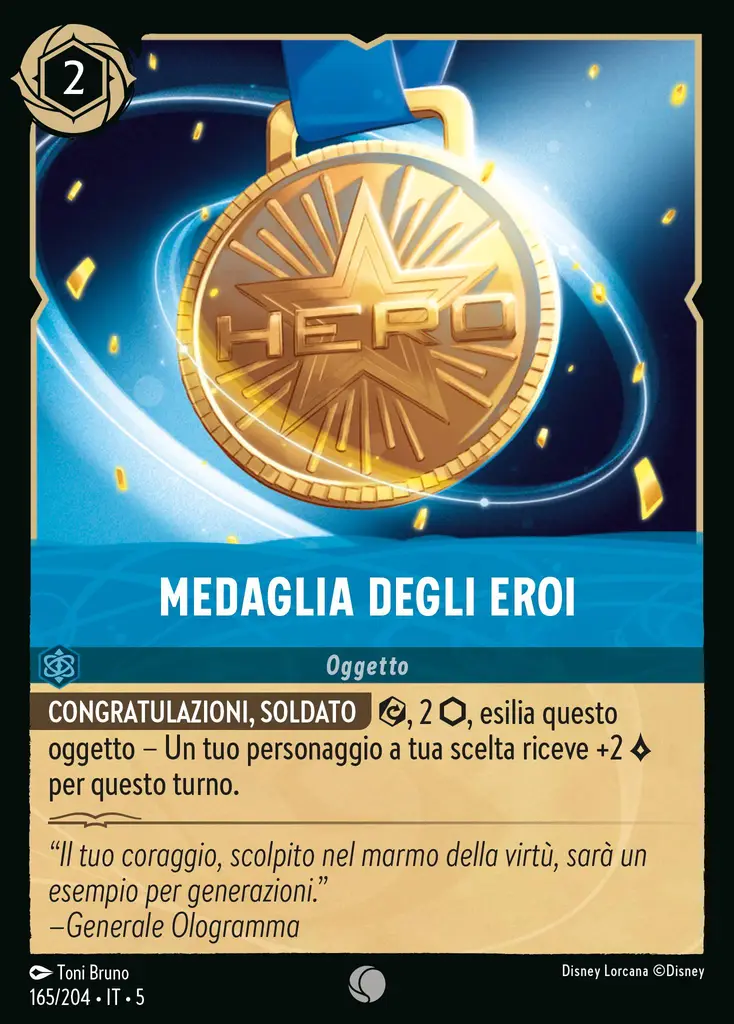 2
HERO
MEDAGLIA DEGLI EROI
Oggetto
CONGRATULAZIONI, SOLDATO , 2 , esilia questo
oggetto – Un tuo personaggio a tua scelta riceve +2
per questo turno.
“Il tuo coraggio, scolpito nel marmo della virtù, sarà un
esempio per generazioni.”
–Generale Ologramma
Toni Bruno
Disney Lorcana ©Disney
165/204 • IT • 5